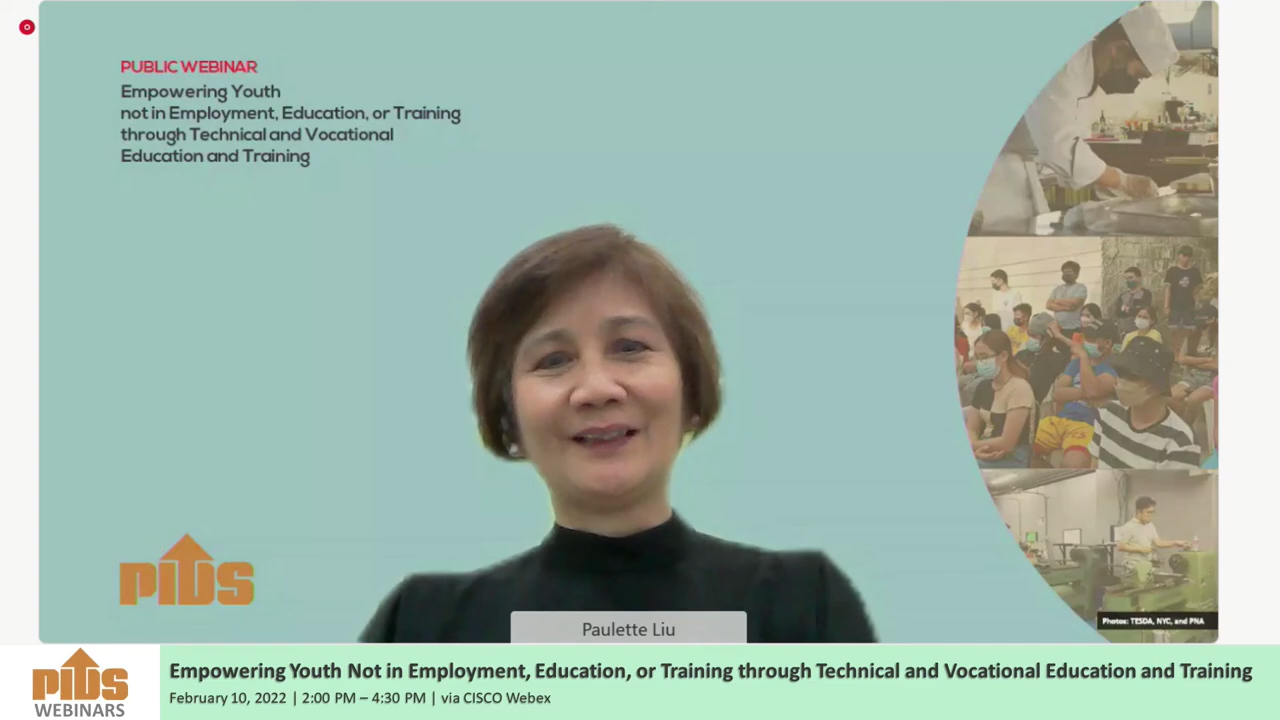 PUBLIC WEBINAR
Empowering Youth
not in Employment, Education, or Training
through Technical and Vocational
Education and Training
PIDS
Paulette Liu
Photos: TESDA, NYC, and PNA
PIDS
WEBINARS
Empowering Youth Not in Employment, Education, or Training through Technical and Vocational Education and Training
February 10, 2022 | 2:00 PM – 4:30 PM | via CISCO Webex